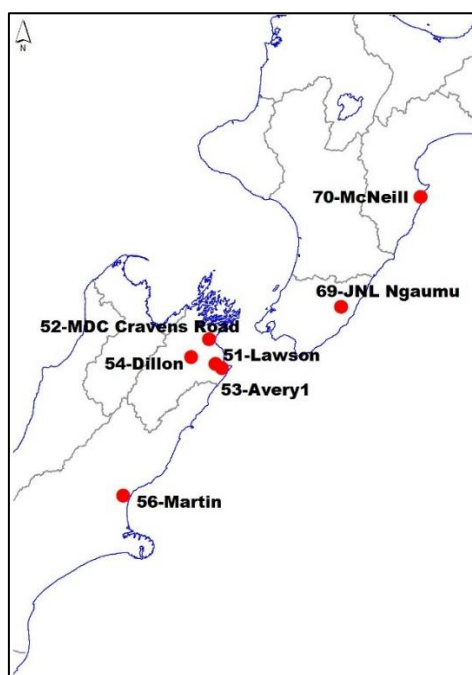 N
70-McNeill
69-JNL Ngaumu
52-MDC Cravens Road
51-Lawson
54-Dillon
53-Avery1
56-Martin